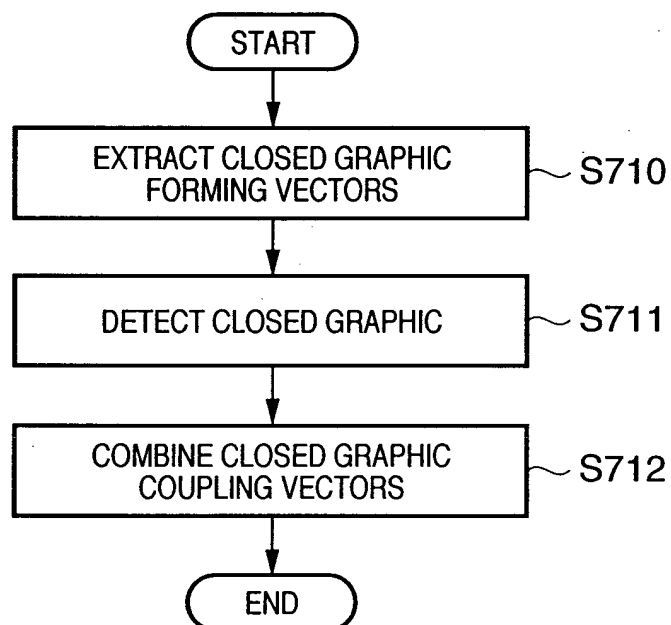 START
EXTRACT CLOSED GRAPHIC
FORMING VECTORS
S710
DETECT CLOSED GRAPHIC
S711
COMBINE CLOSED GRAPHIC
COUPLING VECTORS
S712
END